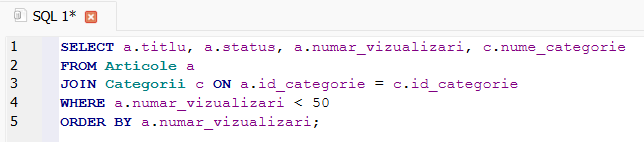 SQL 1*
1 SELECT a.titlu, a.status, a.numar_vizualizari, c.nume_categorie
2 FROM Articole a
3 JOIN Categorii c ON a.id_categorie = c.id_categorie
4 WHERE a.numar_vizualizari < 50
5 ORDER BY a.numar_vizualizari;